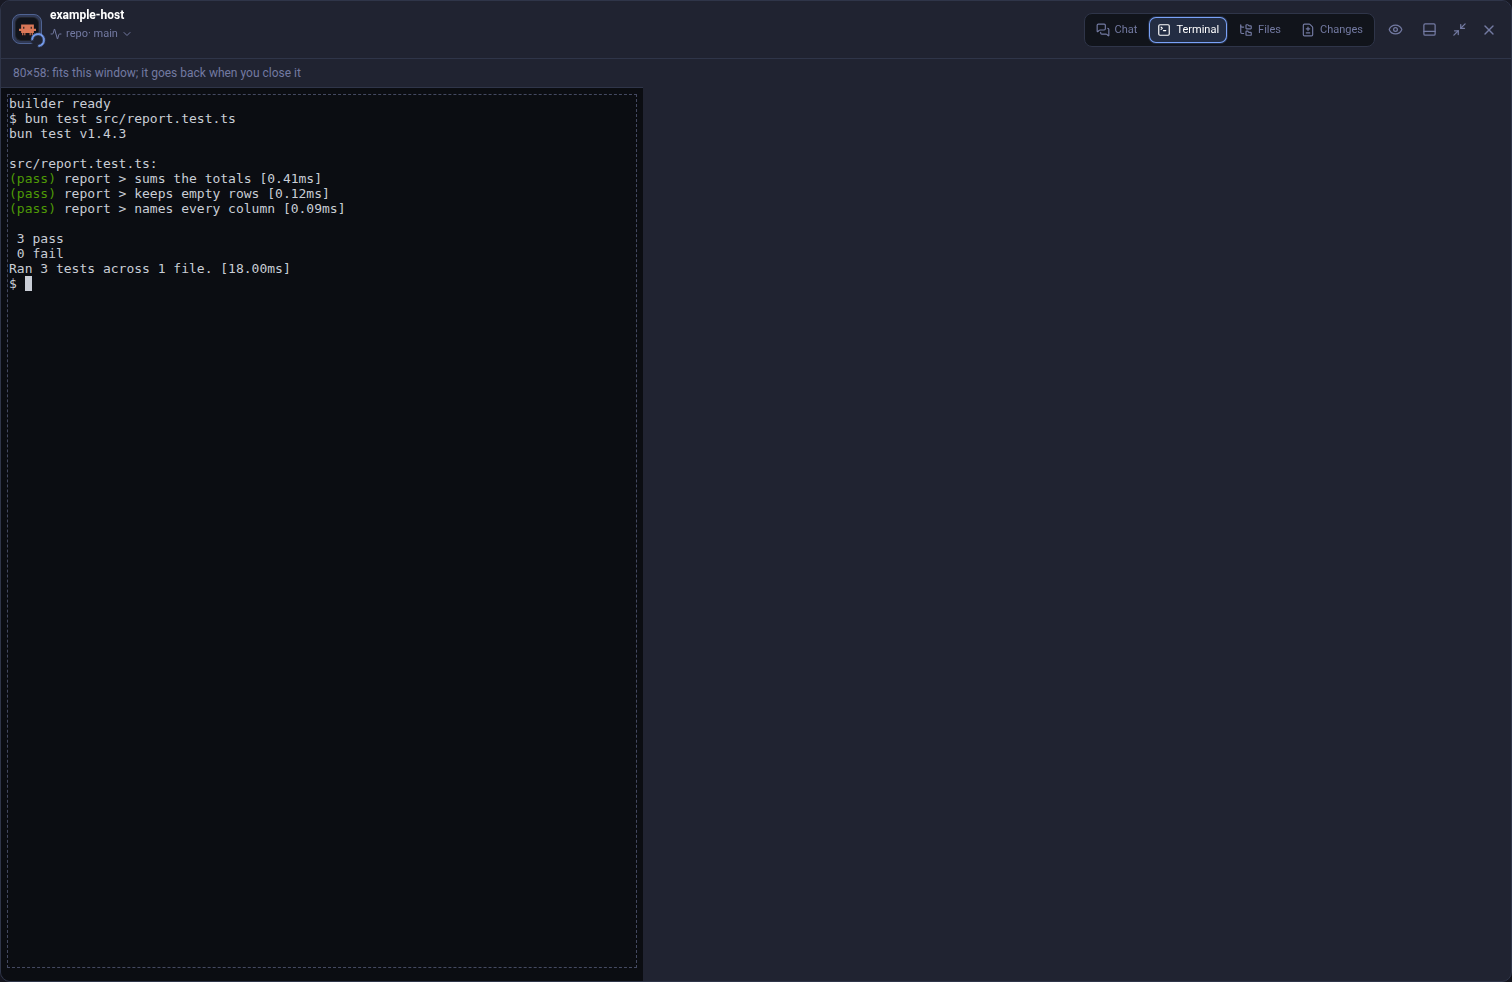 example-host
repo· main
Chat
Terminal
Files
Changes
80×58: fits this window; it goes back when you close it
builder ready
$ bun test src/report.test.ts
bun test v1.4.3
src/report.test.ts:
(pass) report > sums the totals [0.41ms]
(pass) report > keeps empty rows [0.12ms]
(pass) report > names every column [0.09ms]
3 pass
0 fail
Ran 3 tests across 1 file. [18.00ms]
$